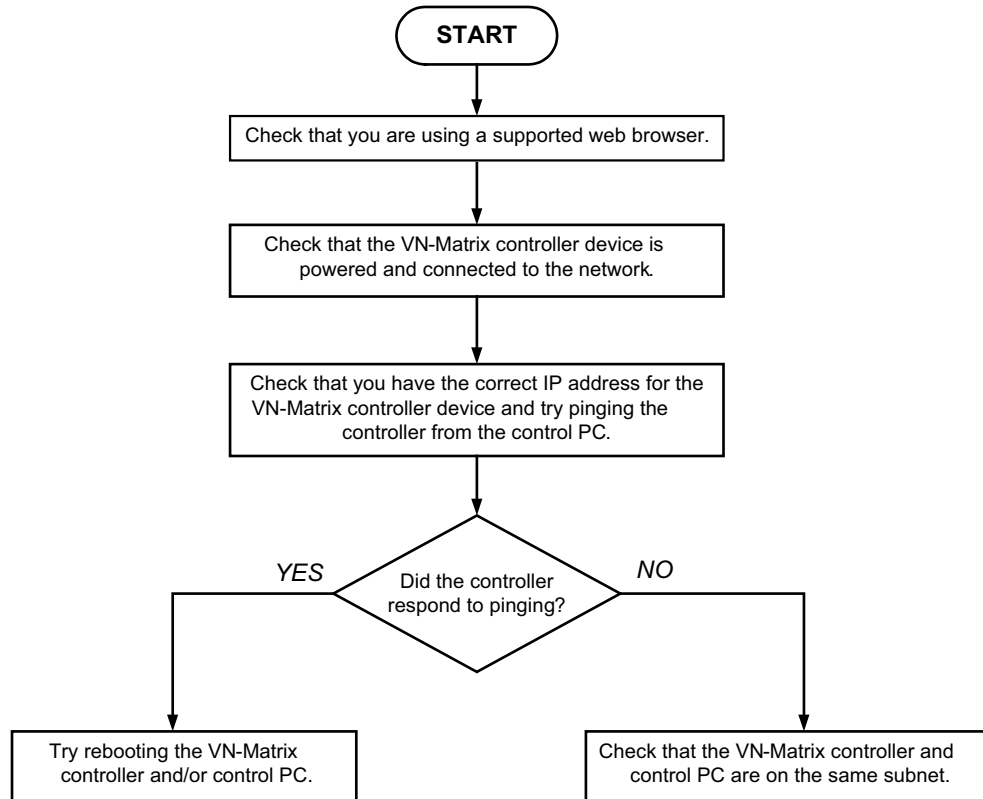 START
Check that you are using a supported web browser.
Check that the VN-Matrix controller device is
powered and connected to the network.
Check that you have the correct IP address for the
VN-Matrix controller device and try pinging the
controller from the control PC.
YES
NO
Did the controller
respond to pinging?
Try rebooting the VN-Matrix
controller and/or control PC.
Check that the VN-Matrix controller and
control PC are on the same subnet.